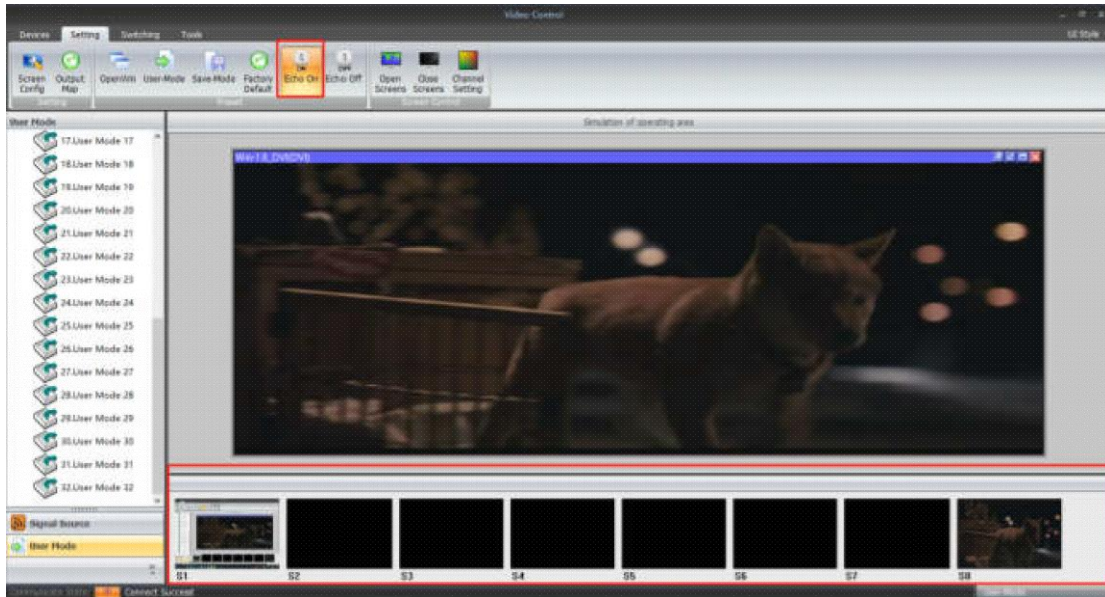 Video Control
Devices Setting Switching Tools
UI Style
Screen Config
Output Map
OpenWin
User-Mode
Save-Mode
Factory Default
Echo On
Echo Off
Open Screens
Close Screens
Channel Setting
Setting
Preset
Screen Control
User Mode
Simulation of operating area
17.User Mode 17
18.User Mode 18
19.User Mode 19
20.User Mode 20
21.User Mode 21
22.User Mode 22
23.User Mode 23
24.User Mode 24
25.User Mode 25
26.User Mode 26
27.User Mode 27
28.User Mode 28
29.User Mode 29
30.User Mode 30
31.User Mode 31
32.User Mode 32
Signal Source
User Mode
S1 S2 S3 S4 S5 S6 S7 S8
Connect Success!